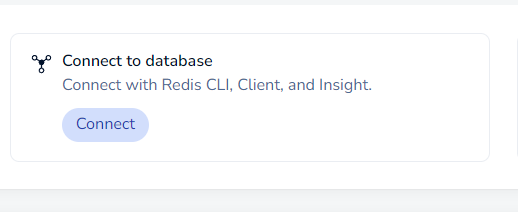 Connect to database
Connect with Redis CLI, Client, and Insight.
Connect